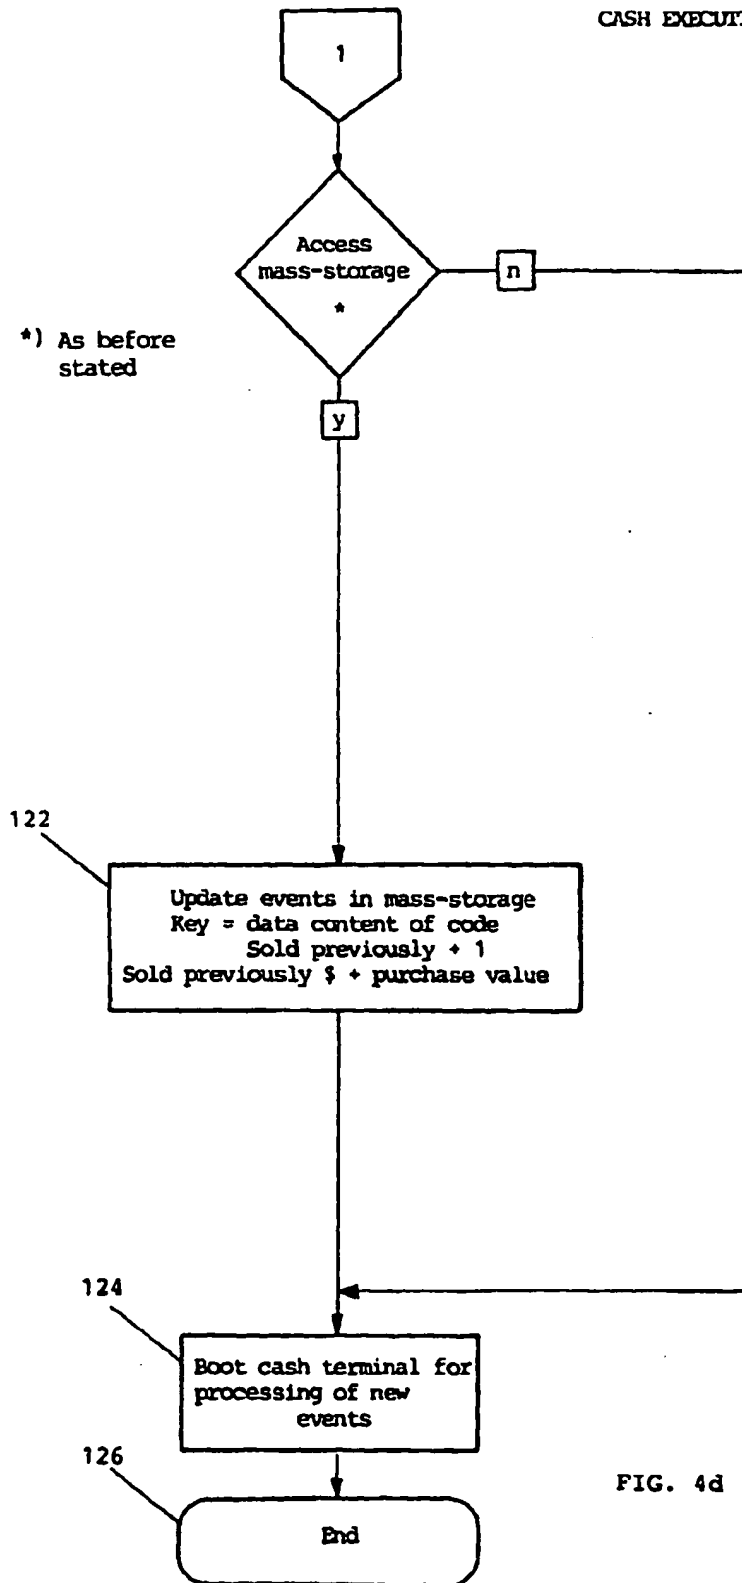 CASH EXECUTI
1
Access
mass-storage
*
n
*) As before
stated
y
122
Update events in mass-storage
Key = data content of code
Sold previously + 1
Sold previously $ + purchase value
124
Boot cash terminal for
processing of new
events
126
End
FIG. 4d